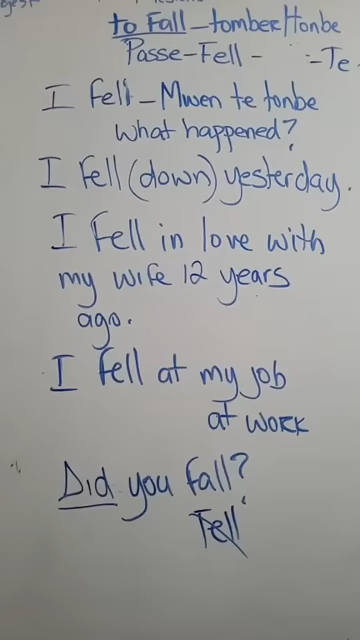 to Fall - tomber/tonbe
Passe - Fell - - Te
I Fell - Mwen te tonbe
What happened?
I Fell (down) yesterday.
I Fell in love with
my wife 12 years
ago.
I Fell at my job
at work
Did you fall?
Fell